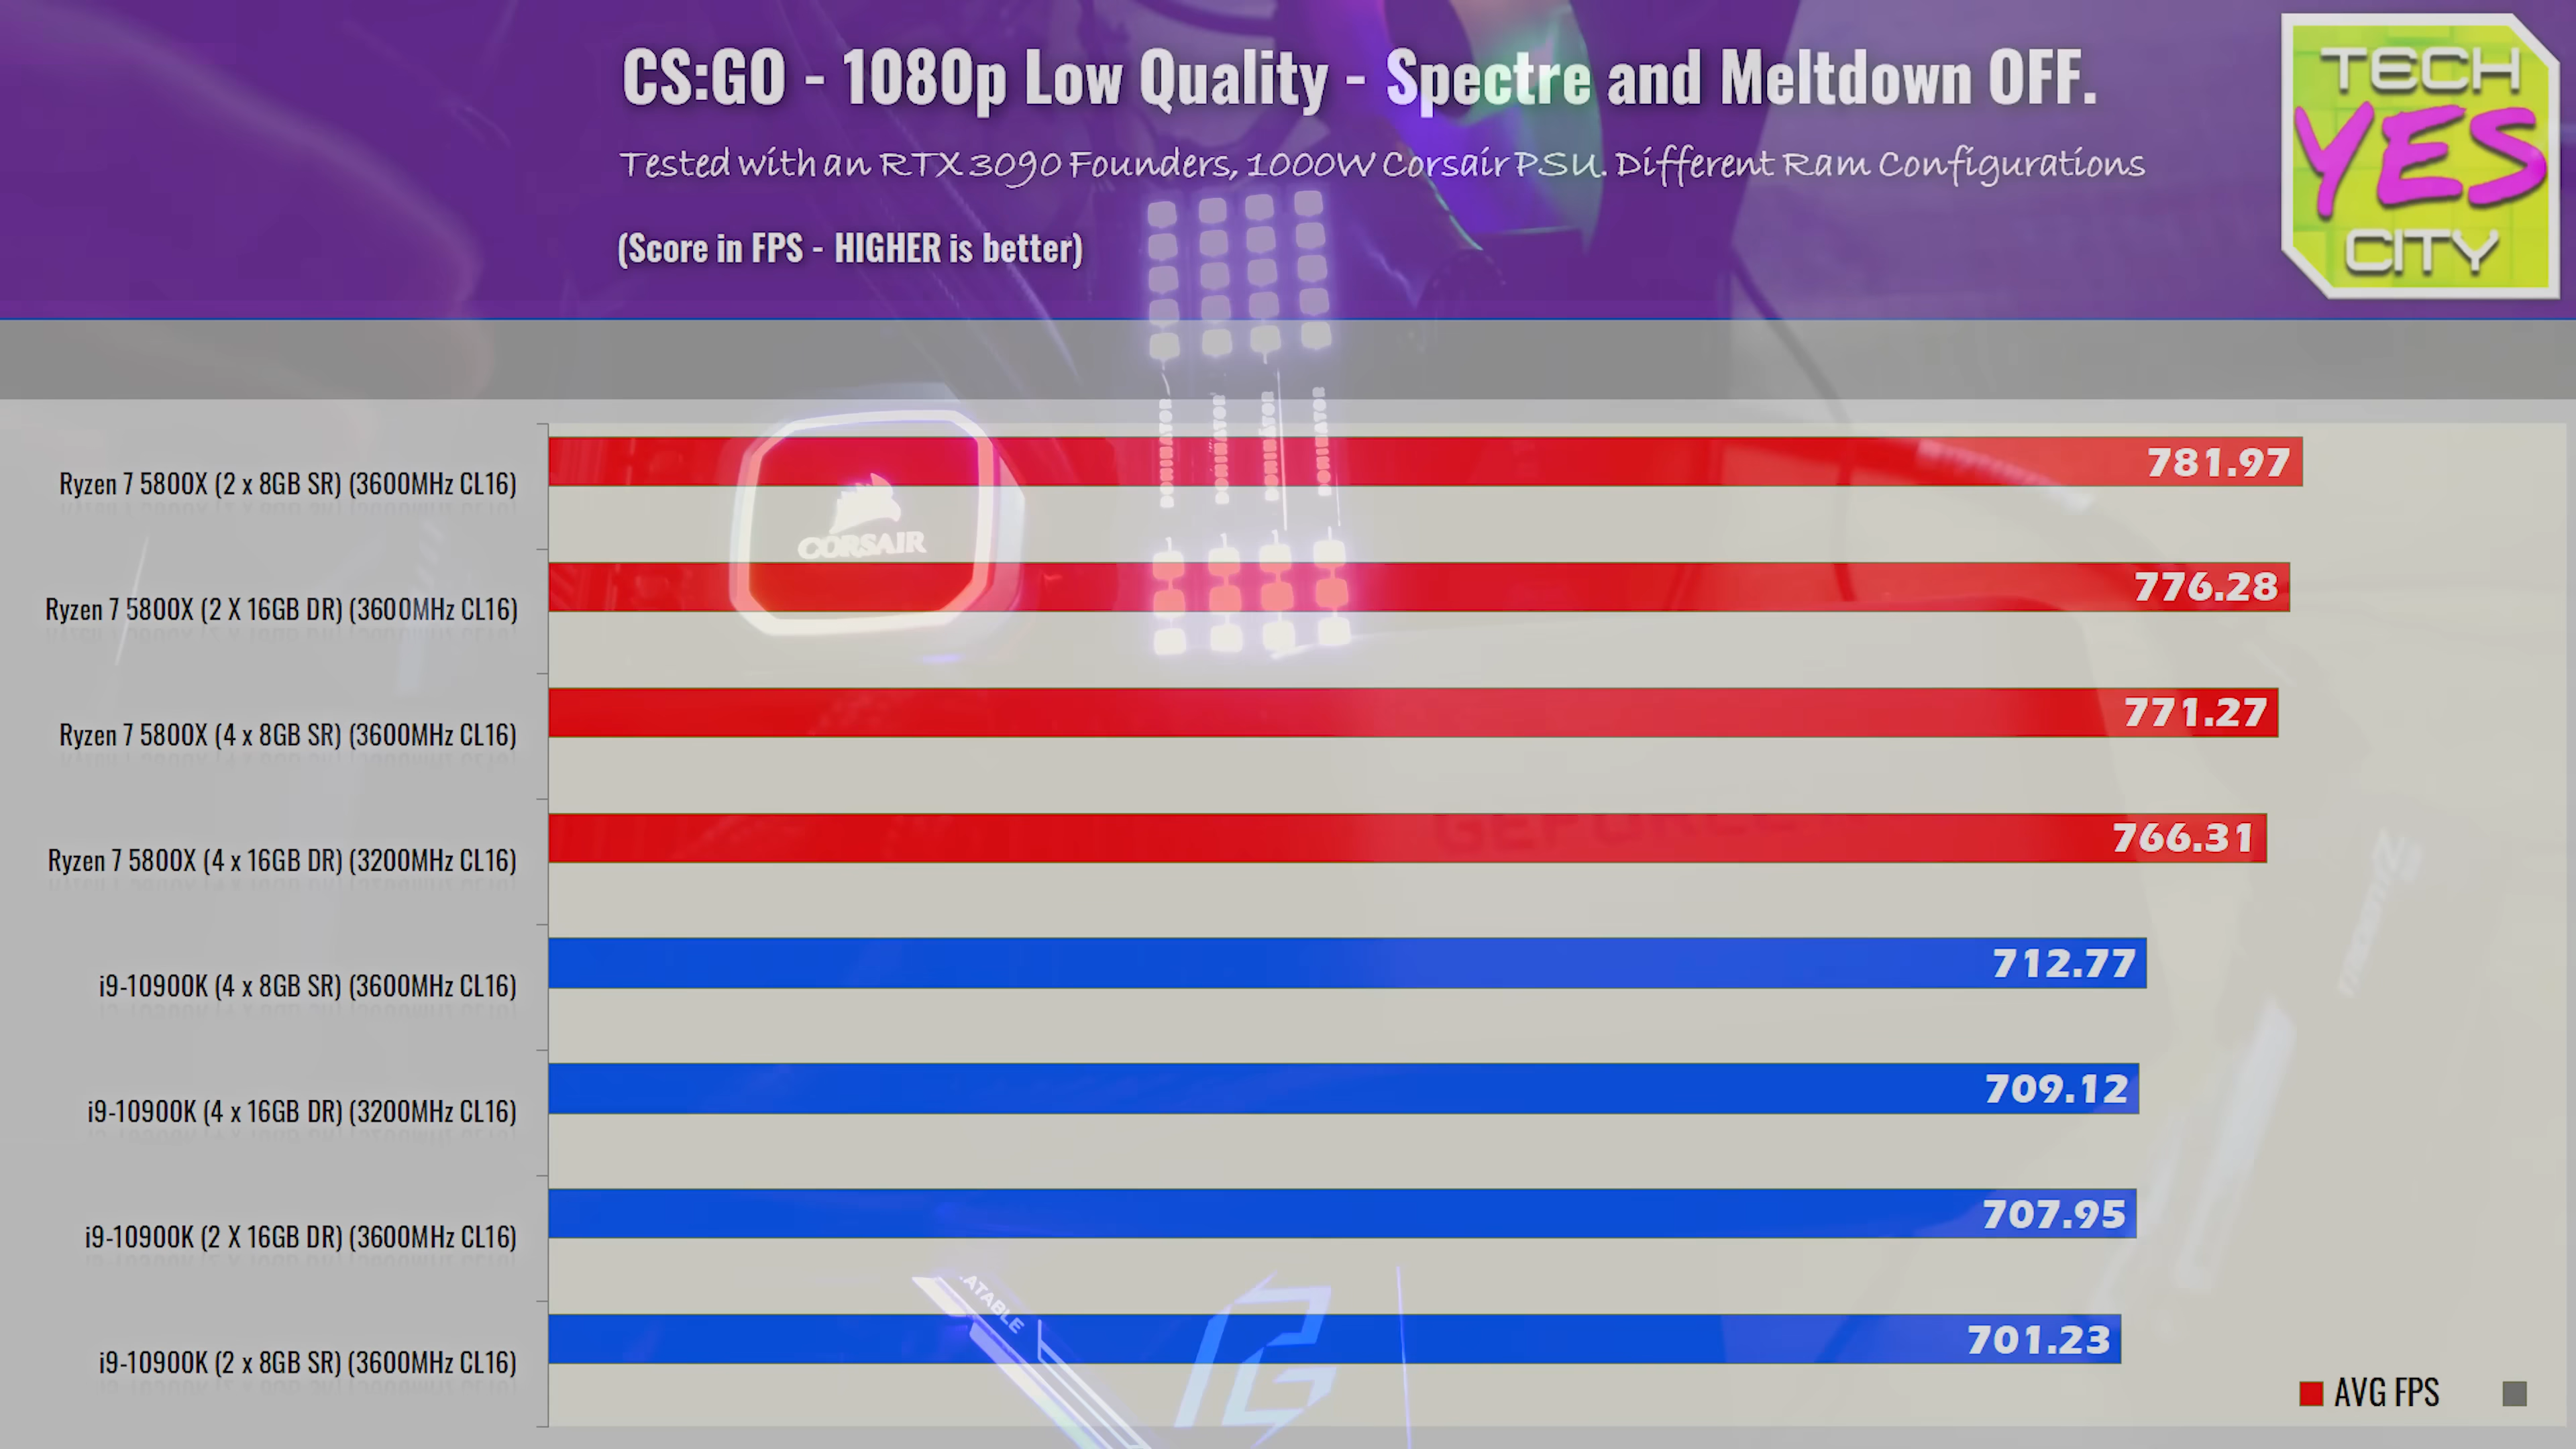 CS:GO - 1080p Low Quality - Spectre and Meltdown OFF.
Tested with an RTX 3090 Founders, 1000W Corsair PSU. Different Ram Configurations
(Score in FPS - HIGHER is better)
TECH
YES
CITY
Ryzen 7 5800X (2 x 8GB SR) (3600MHz CL16)
781.97
Ryzen 7 5800X (2 X 16GB DR) (3600MHz CL16)
776.28
Ryzen 7 5800X (4 x 8GB SR) (3600MHz CL16)
771.27
Ryzen 7 5800X (4 x 16GB DR) (3200MHz CL16)
766.31
i9-10900K (4 x 8GB SR) (3600MHz CL16)
712.77
i9-10900K (4 x 16GB DR) (3200MHz CL16)
709.12
i9-10900K (2 X 16GB DR) (3600MHz CL16)
707.95
i9-10900K (2 x 8GB SR) (3600MHz CL16)
701.23
AVG FPS
CORSAIR
DOMINATOR
DOMINATOR
DOMINATOR
DOMINATOR
GEFORCE